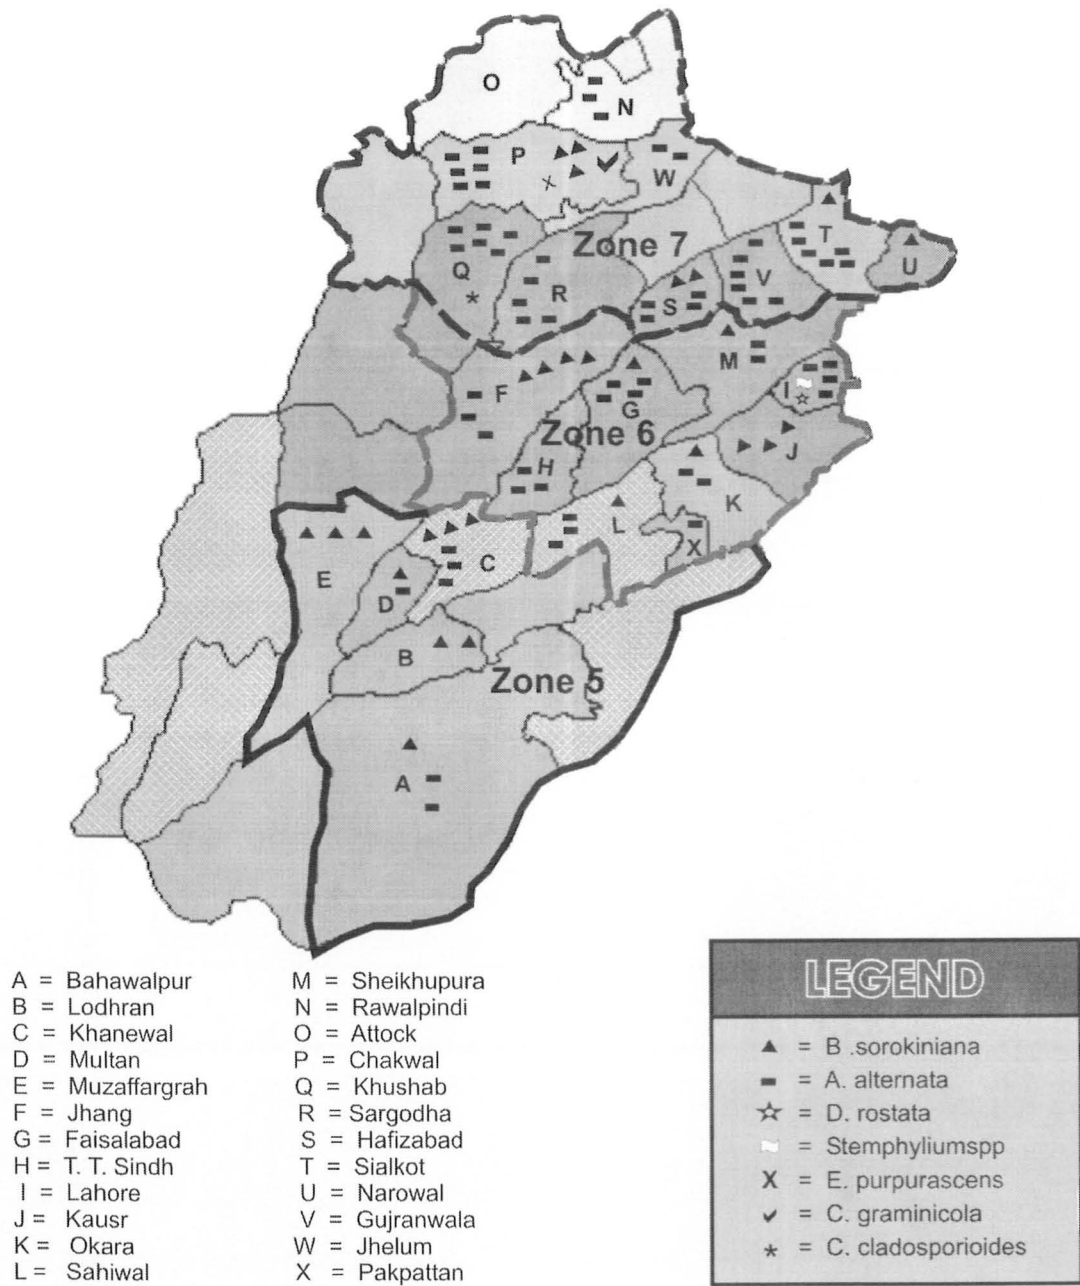 O
N
P
W
Zone 7
T
U
Q
R
S
V
M
F
I
G
Zone 6
J
H
K
L
X
C
E
D
B
Zone 5
A
A = Bahawalpur
B = Lodhran
C = Khanewal
D = Multan
E = Muzaffargrah
F = Jhang
G = Faisalabad
H = T. T. Sindh
I = Lahore
J = Kausr
K = Okara
L = Sahiwal
M = Sheikhupura
N = Rawalpindi
O = Attock
P = Chakwal
Q = Khushab
R = Sargodha
S = Hafizabad
T = Sialkot
U = Narowal
V = Gujranwala
W = Jhelum
X = Pakpattan
LEGEND
▲ = B .sorokiniana
▬ = A. alternata
☆ = D. rostata
= Stemphyliumspp
X = E. purpurascens
✔ = C. graminicola
* = C. cladosporioides